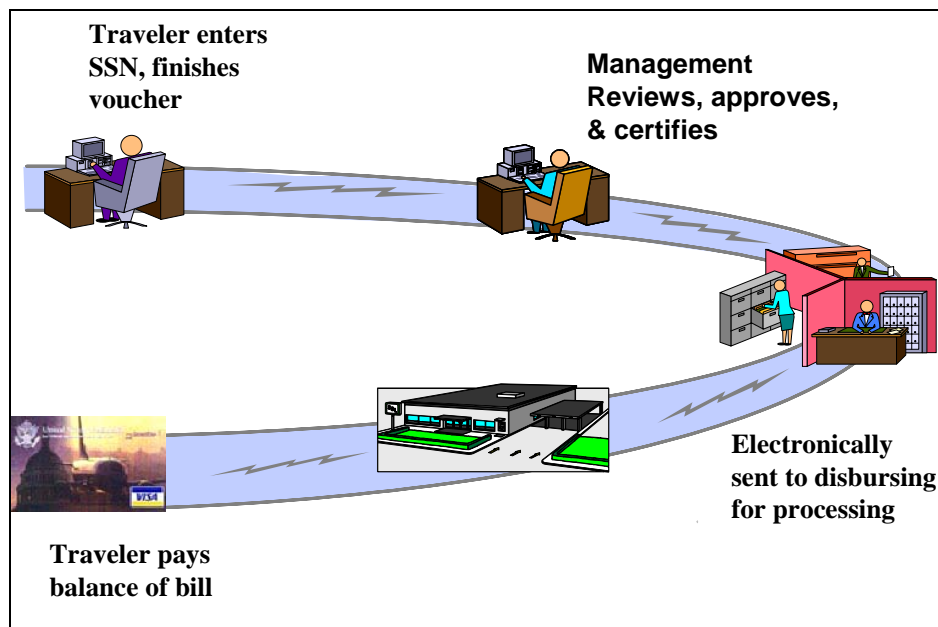 Traveler enters
SSN, finishes
voucher
Management
Reviews, approves,
& certifies
Electronically
sent to disbursing
for processing
United
VISA
Traveler pays
balance of bill